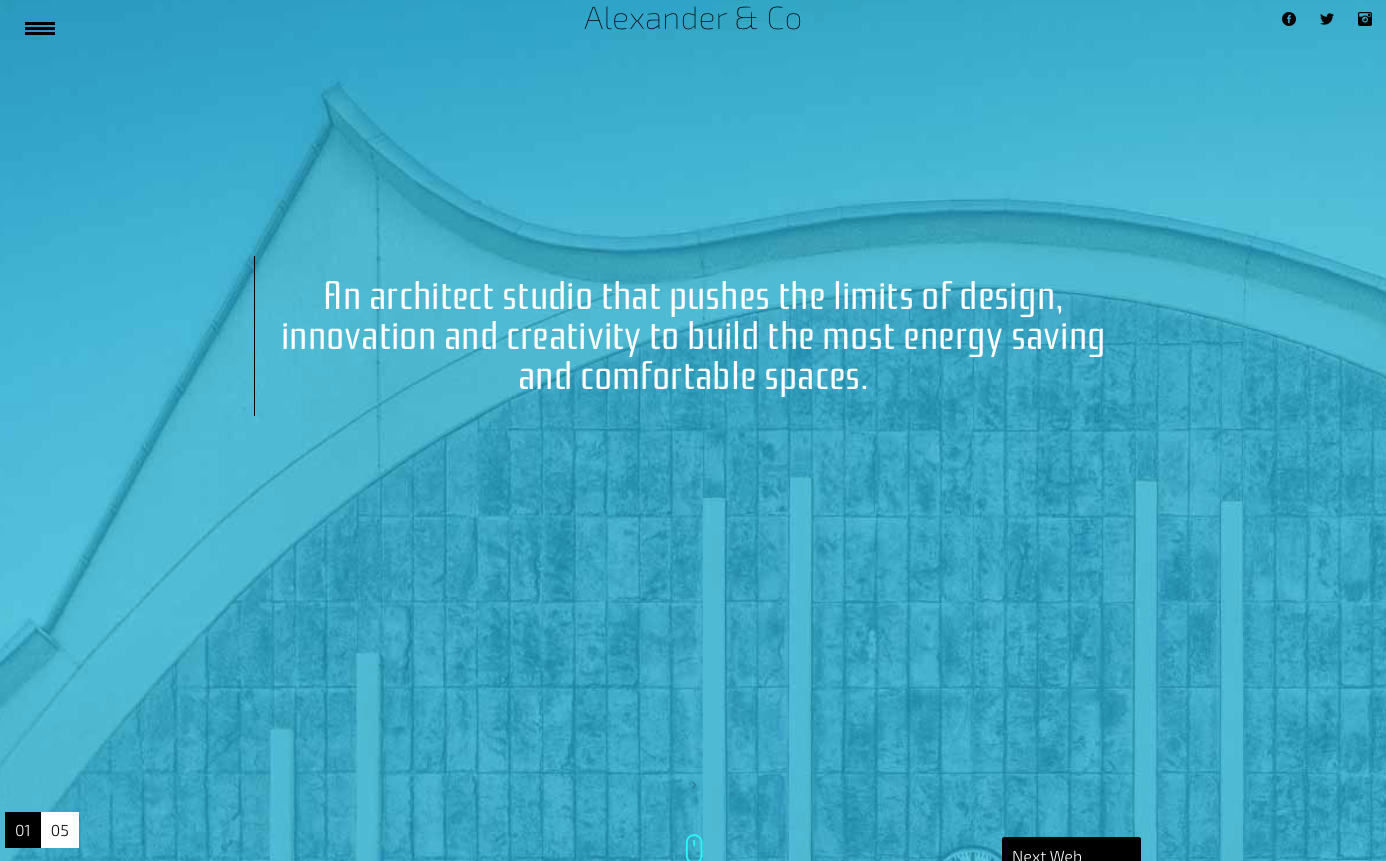 Alexander & Co
An architect studio that pushes the limits of design,
innovation and creativity to build the most energy saving
and comfortable spaces.
01 05
Next Web